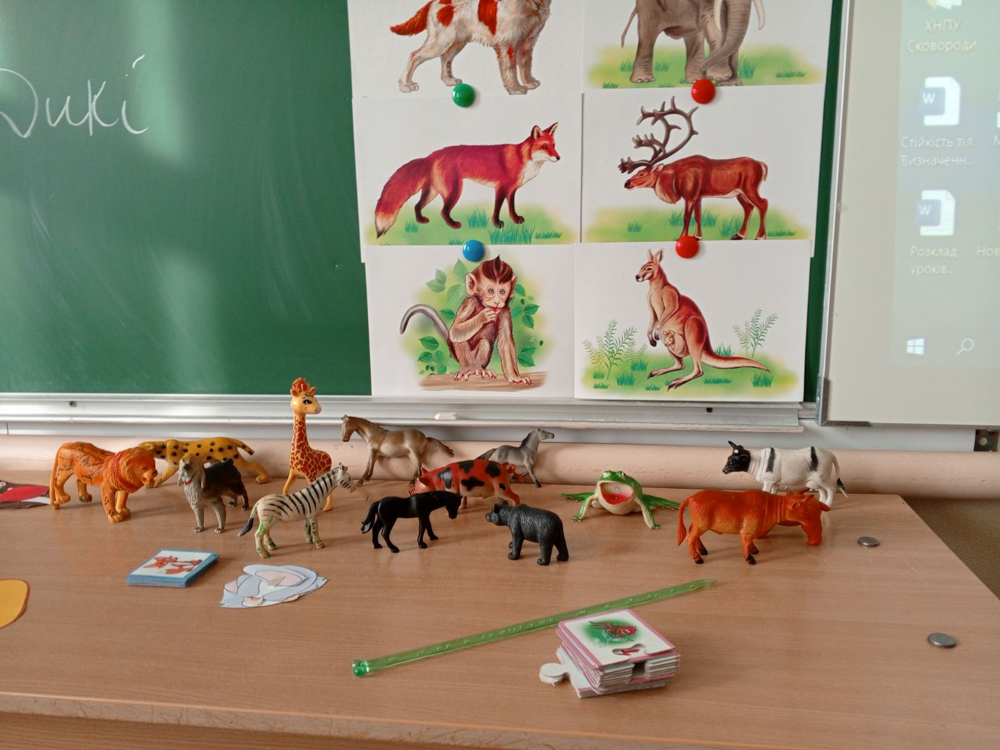 Дикі
ХНПУ
Сковороди
Стійкість тіл.
Визначенн...
Розклад
уроків...
Нов